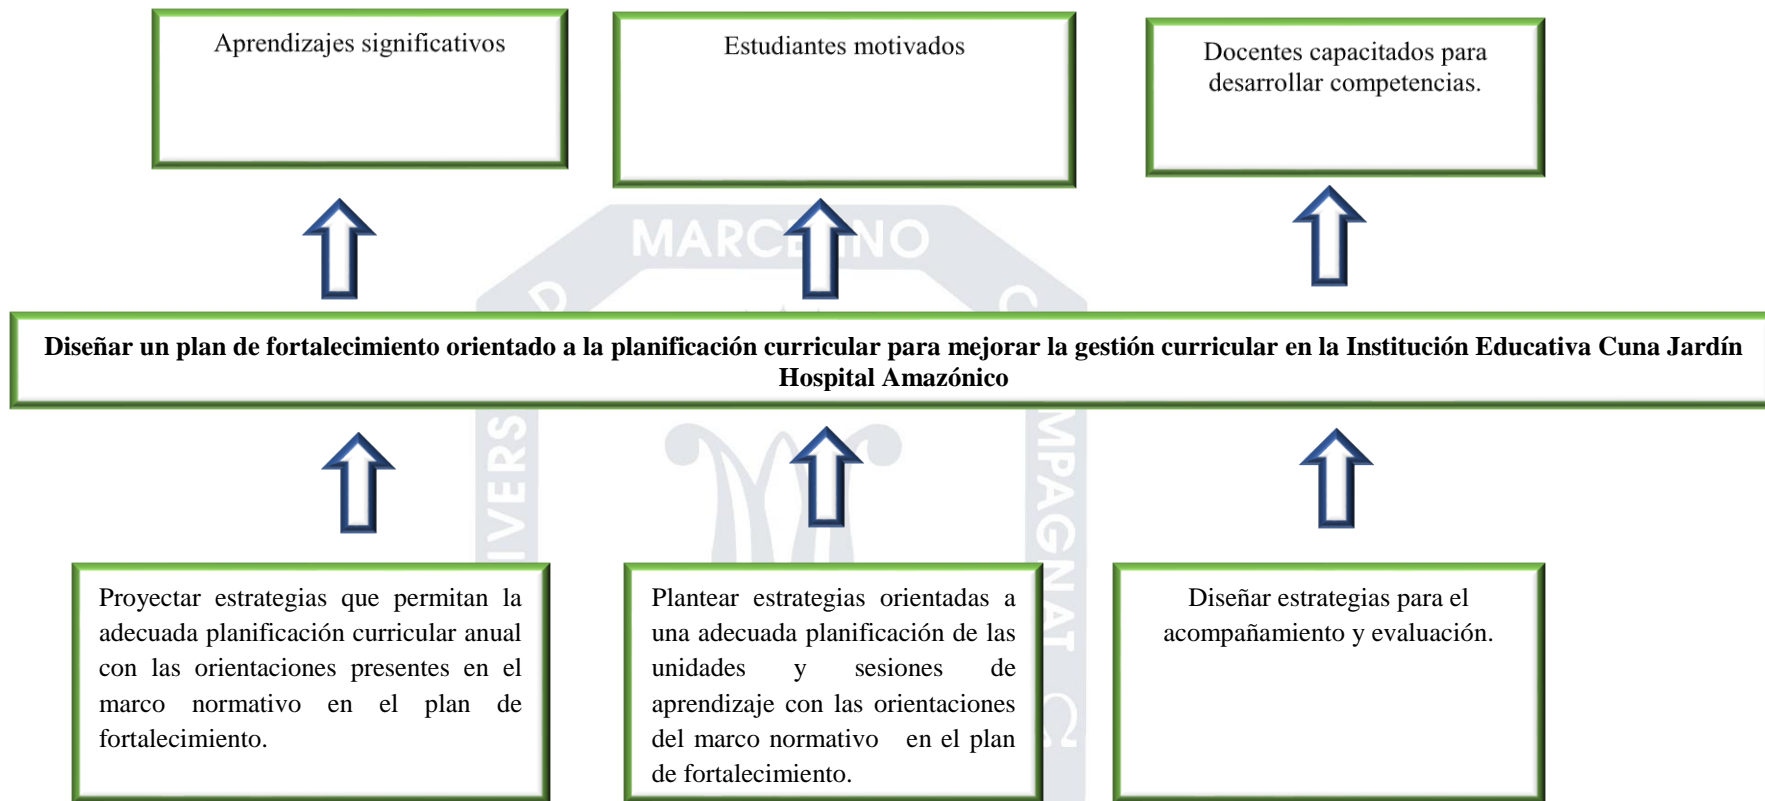 Aprendizajes significativos
Estudiantes motivados
Docentes capacitados para
desarrollar competencias.
MARCE INO
D
C
Diseñar un plan de fortalecimiento orientado a la planificación curricular para mejorar la gestión curricular en la Institución Educativa Cuna Jardín
Hospital Amazónico
IVERS
MPAGNAT Ω
Proyectar estrategias que permitan la
adecuada planificación curricular anual
con las orientaciones presentes en el
marco normativo en el plan de
fortalecimiento.
Plantear estrategias orientadas a
una adecuada planificación de las
unidades y sesiones de
aprendizaje con las orientaciones
del marco normativo en el plan
de fortalecimiento.
Diseñar estrategias para el
acompañamiento y evaluación.